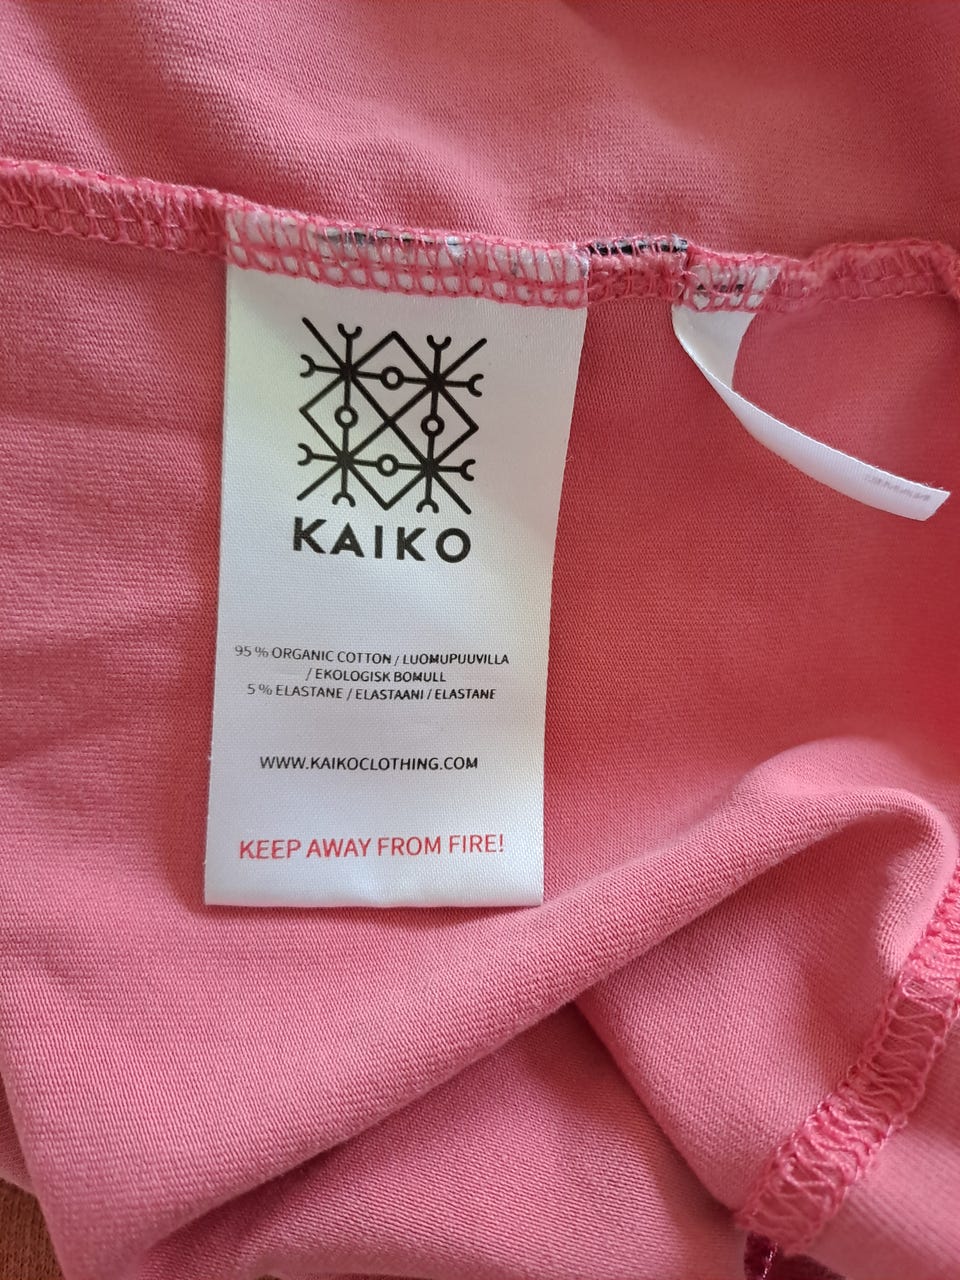 KAIKO
95 % ORGANIC COTTON / LUOMUPUUVILLA
/ EKOLOGISK BOMULL
5 % ELASTANE / ELASTAANI / ELASTANE
WWW.KAIKOCLOTHING.COM
KEEP AWAY FROM FIRE!